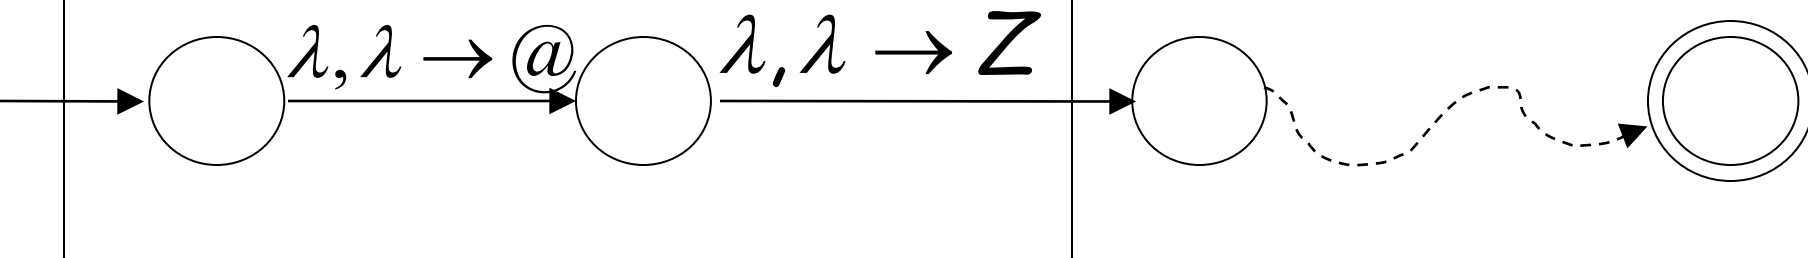 λ, λ → @
λ, λ → Z